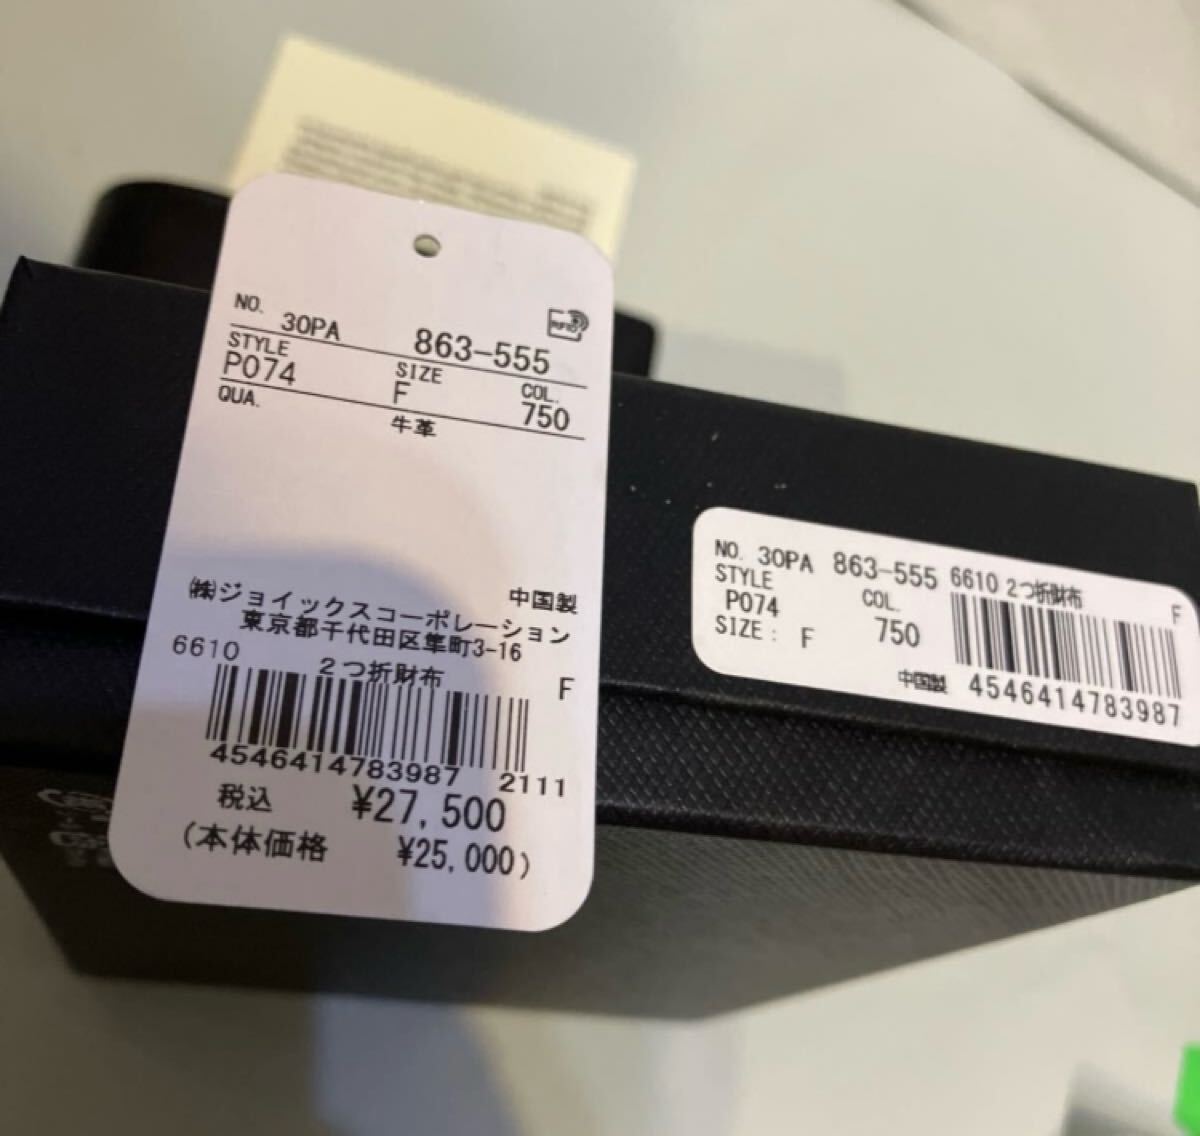 NO. 30PA 863-555
RFID
STYLE SIZE COL.
P074 F 750
QUA. 牛革
中国製
㈱ジョイックスコーポレーション
東京都千代田区隼町3-16
6610 2つ折財布 F
4546414783987 2111
税込 ¥27,500
(本体価格 ¥25,000)
NO. 30PA 863-555 6610 2つ折財布 F
STYLE COL.
P074 750
SIZE: F
中国製 4546414783987